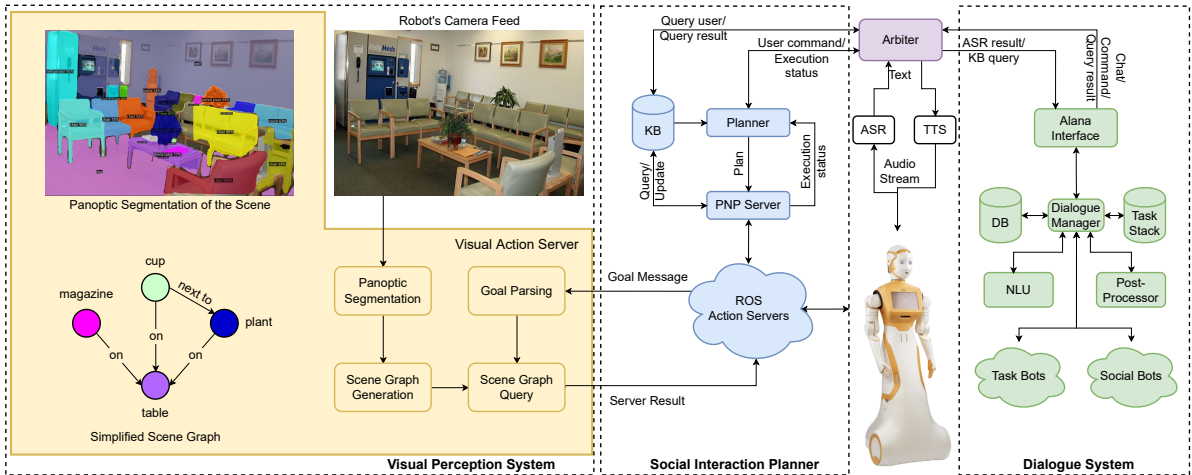 Robot's Camera Feed
Panoptic Segmentation of the Scene
Visual Action Server
cup
next to
magazine
plant
on
on
on
table
Simplified Scene Graph
Panoptic
Segmentation
Goal Parsing
Scene Graph
Generation
Scene Graph
Query
Visual Perception System
Goal Message
Server Result
Query user/
Query result
User command/
Execution
status
KB
Planner
Query/
Update
Plan
Execution
status
PNP Server
ROS
Action Servers
Social Interaction Planner
Arbiter
Text
ASR
TTS
Audio
Stream
ASR result/
KB query
Chat/
Command/
Query result
Alana
Interface
DB
Dialogue
Manager
Task
Stack
NLU
Post-
Processor
Task Bots
Social Bots
Dialogue System